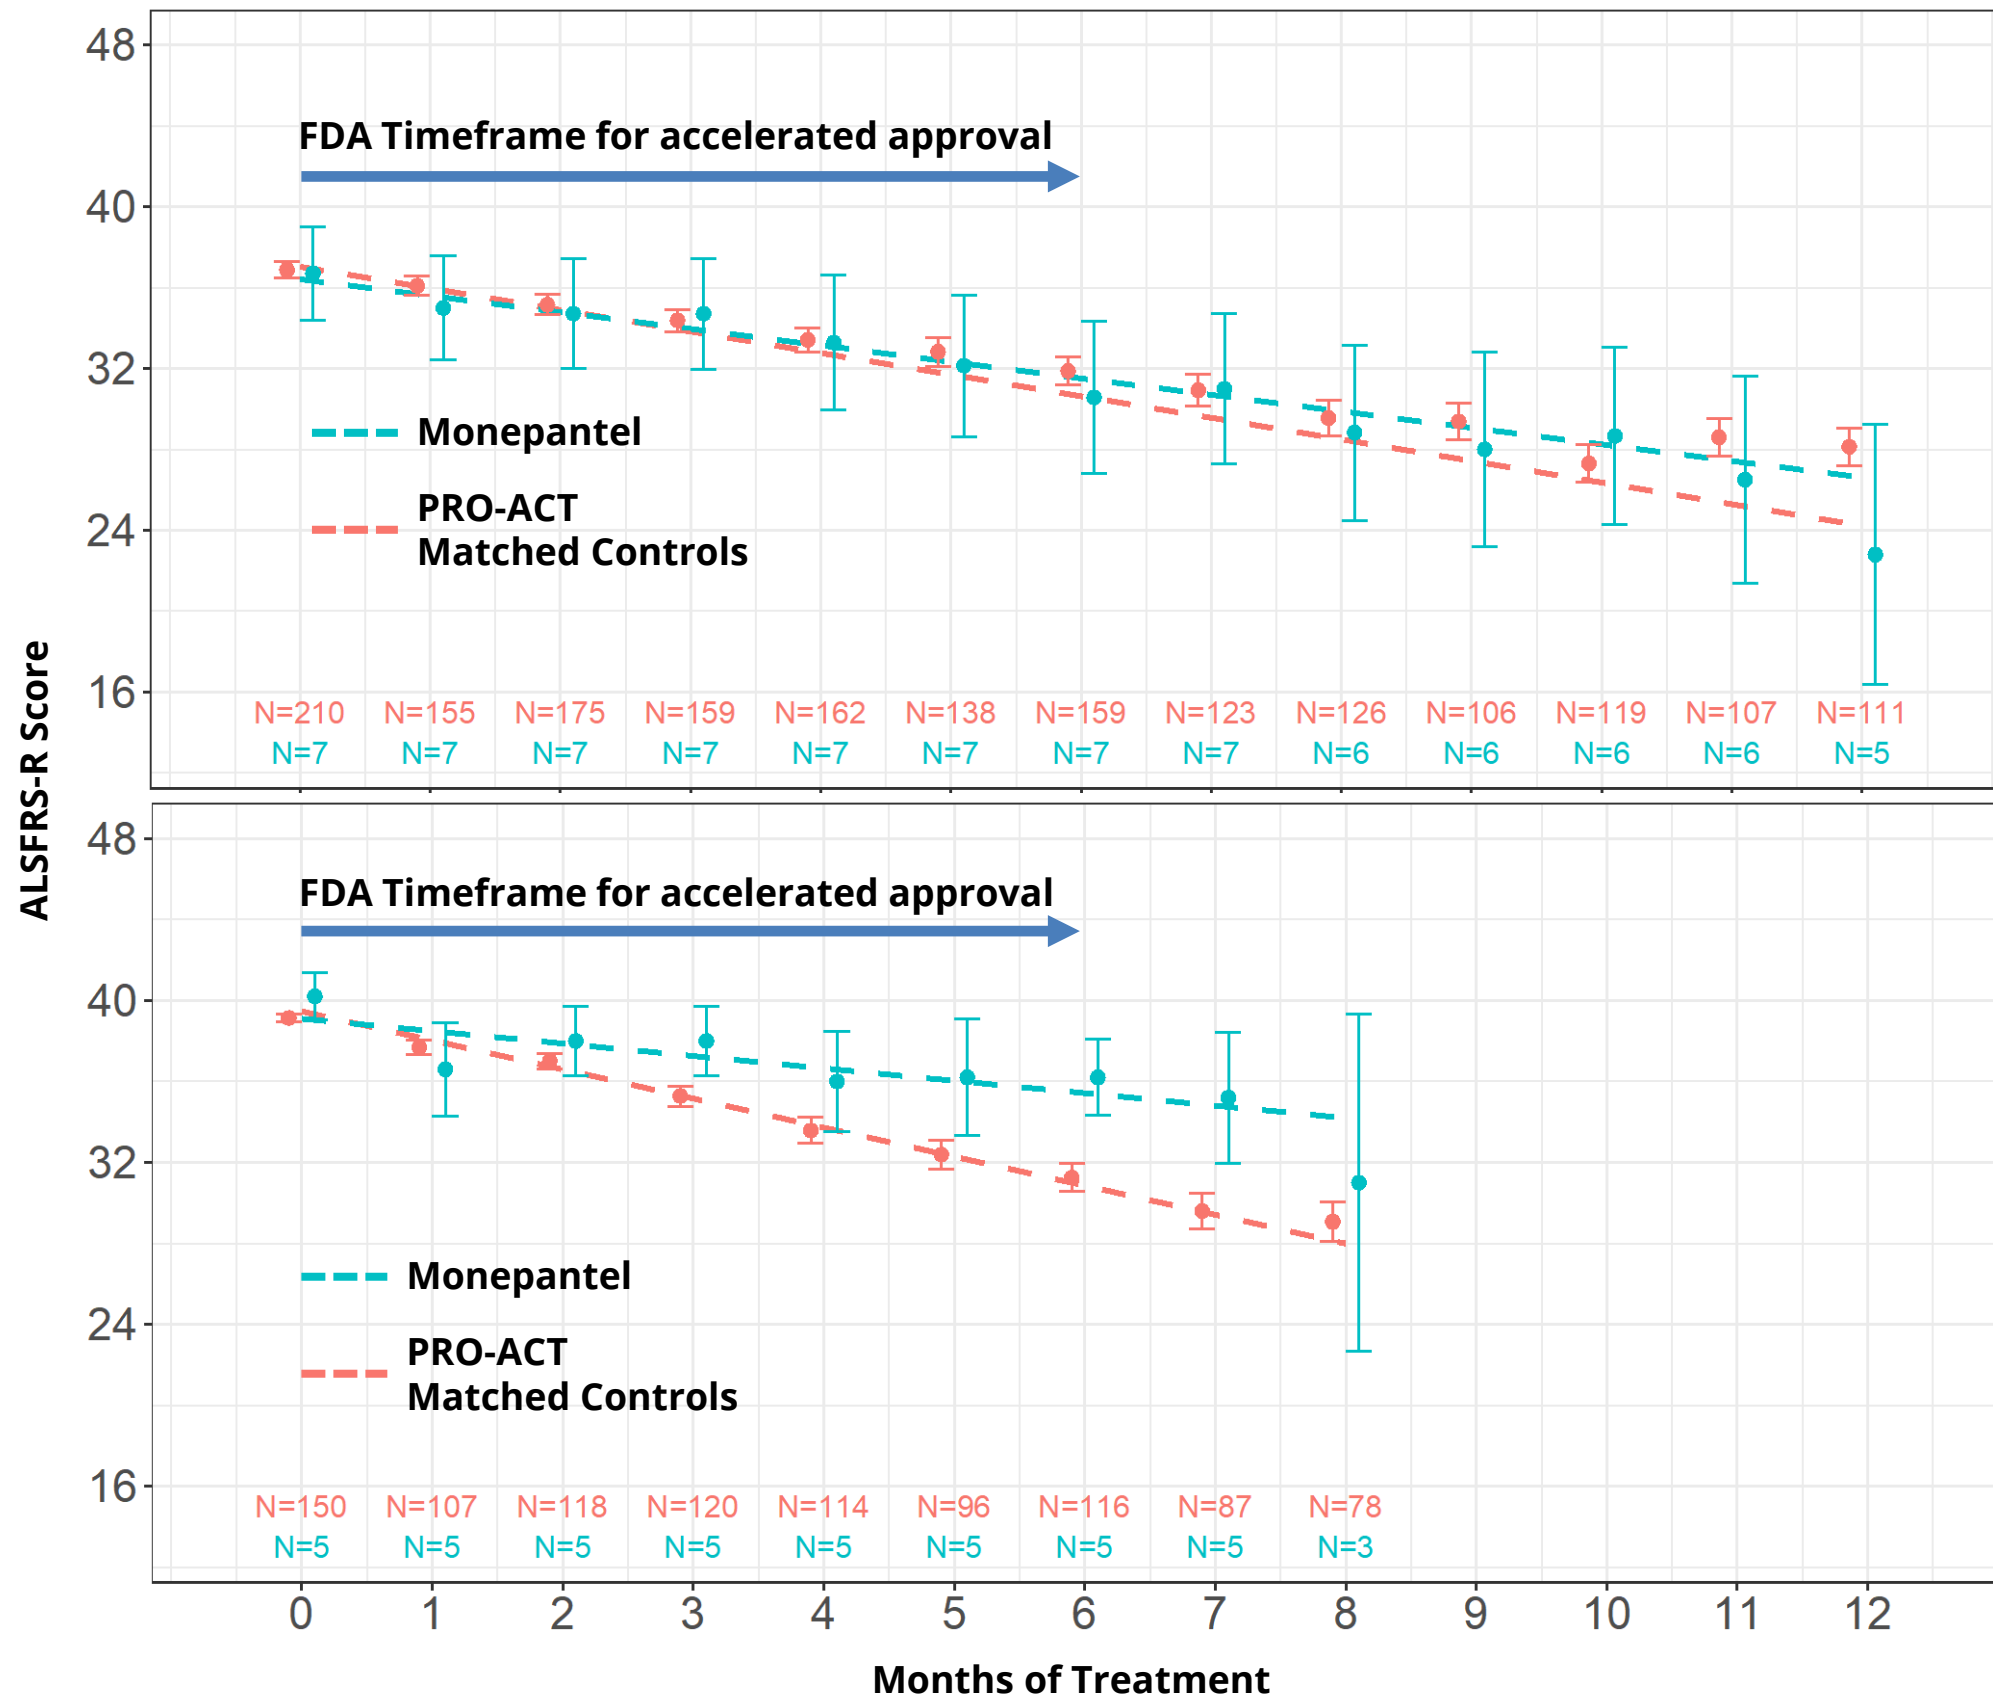 48
FDA Timeframe for accelerated approval
40
32
Monepantel
PRO-ACT
Matched Controls
24
16
N=210 N=155 N=175 N=159 N=162 N=138 N=159 N=123 N=126 N=106 N=119 N=107 N=111
N=7 N=7 N=7 N=7 N=7 N=7 N=7 N=7 N=6 N=6 N=6 N=6 N=5
ALSFRS-R Score
48
FDA Timeframe for accelerated approval
40
32
Monepantel
24
PRO-ACT
Matched Controls
16
N=150 N=107 N=118 N=120 N=114 N=96 N=116 N=87 N=78
N=5 N=5 N=5 N=5 N=5 N=5 N=5 N=5 N=3
0 1 2 3 4 5 6 7 8 9 10 11 12
Months of Treatment